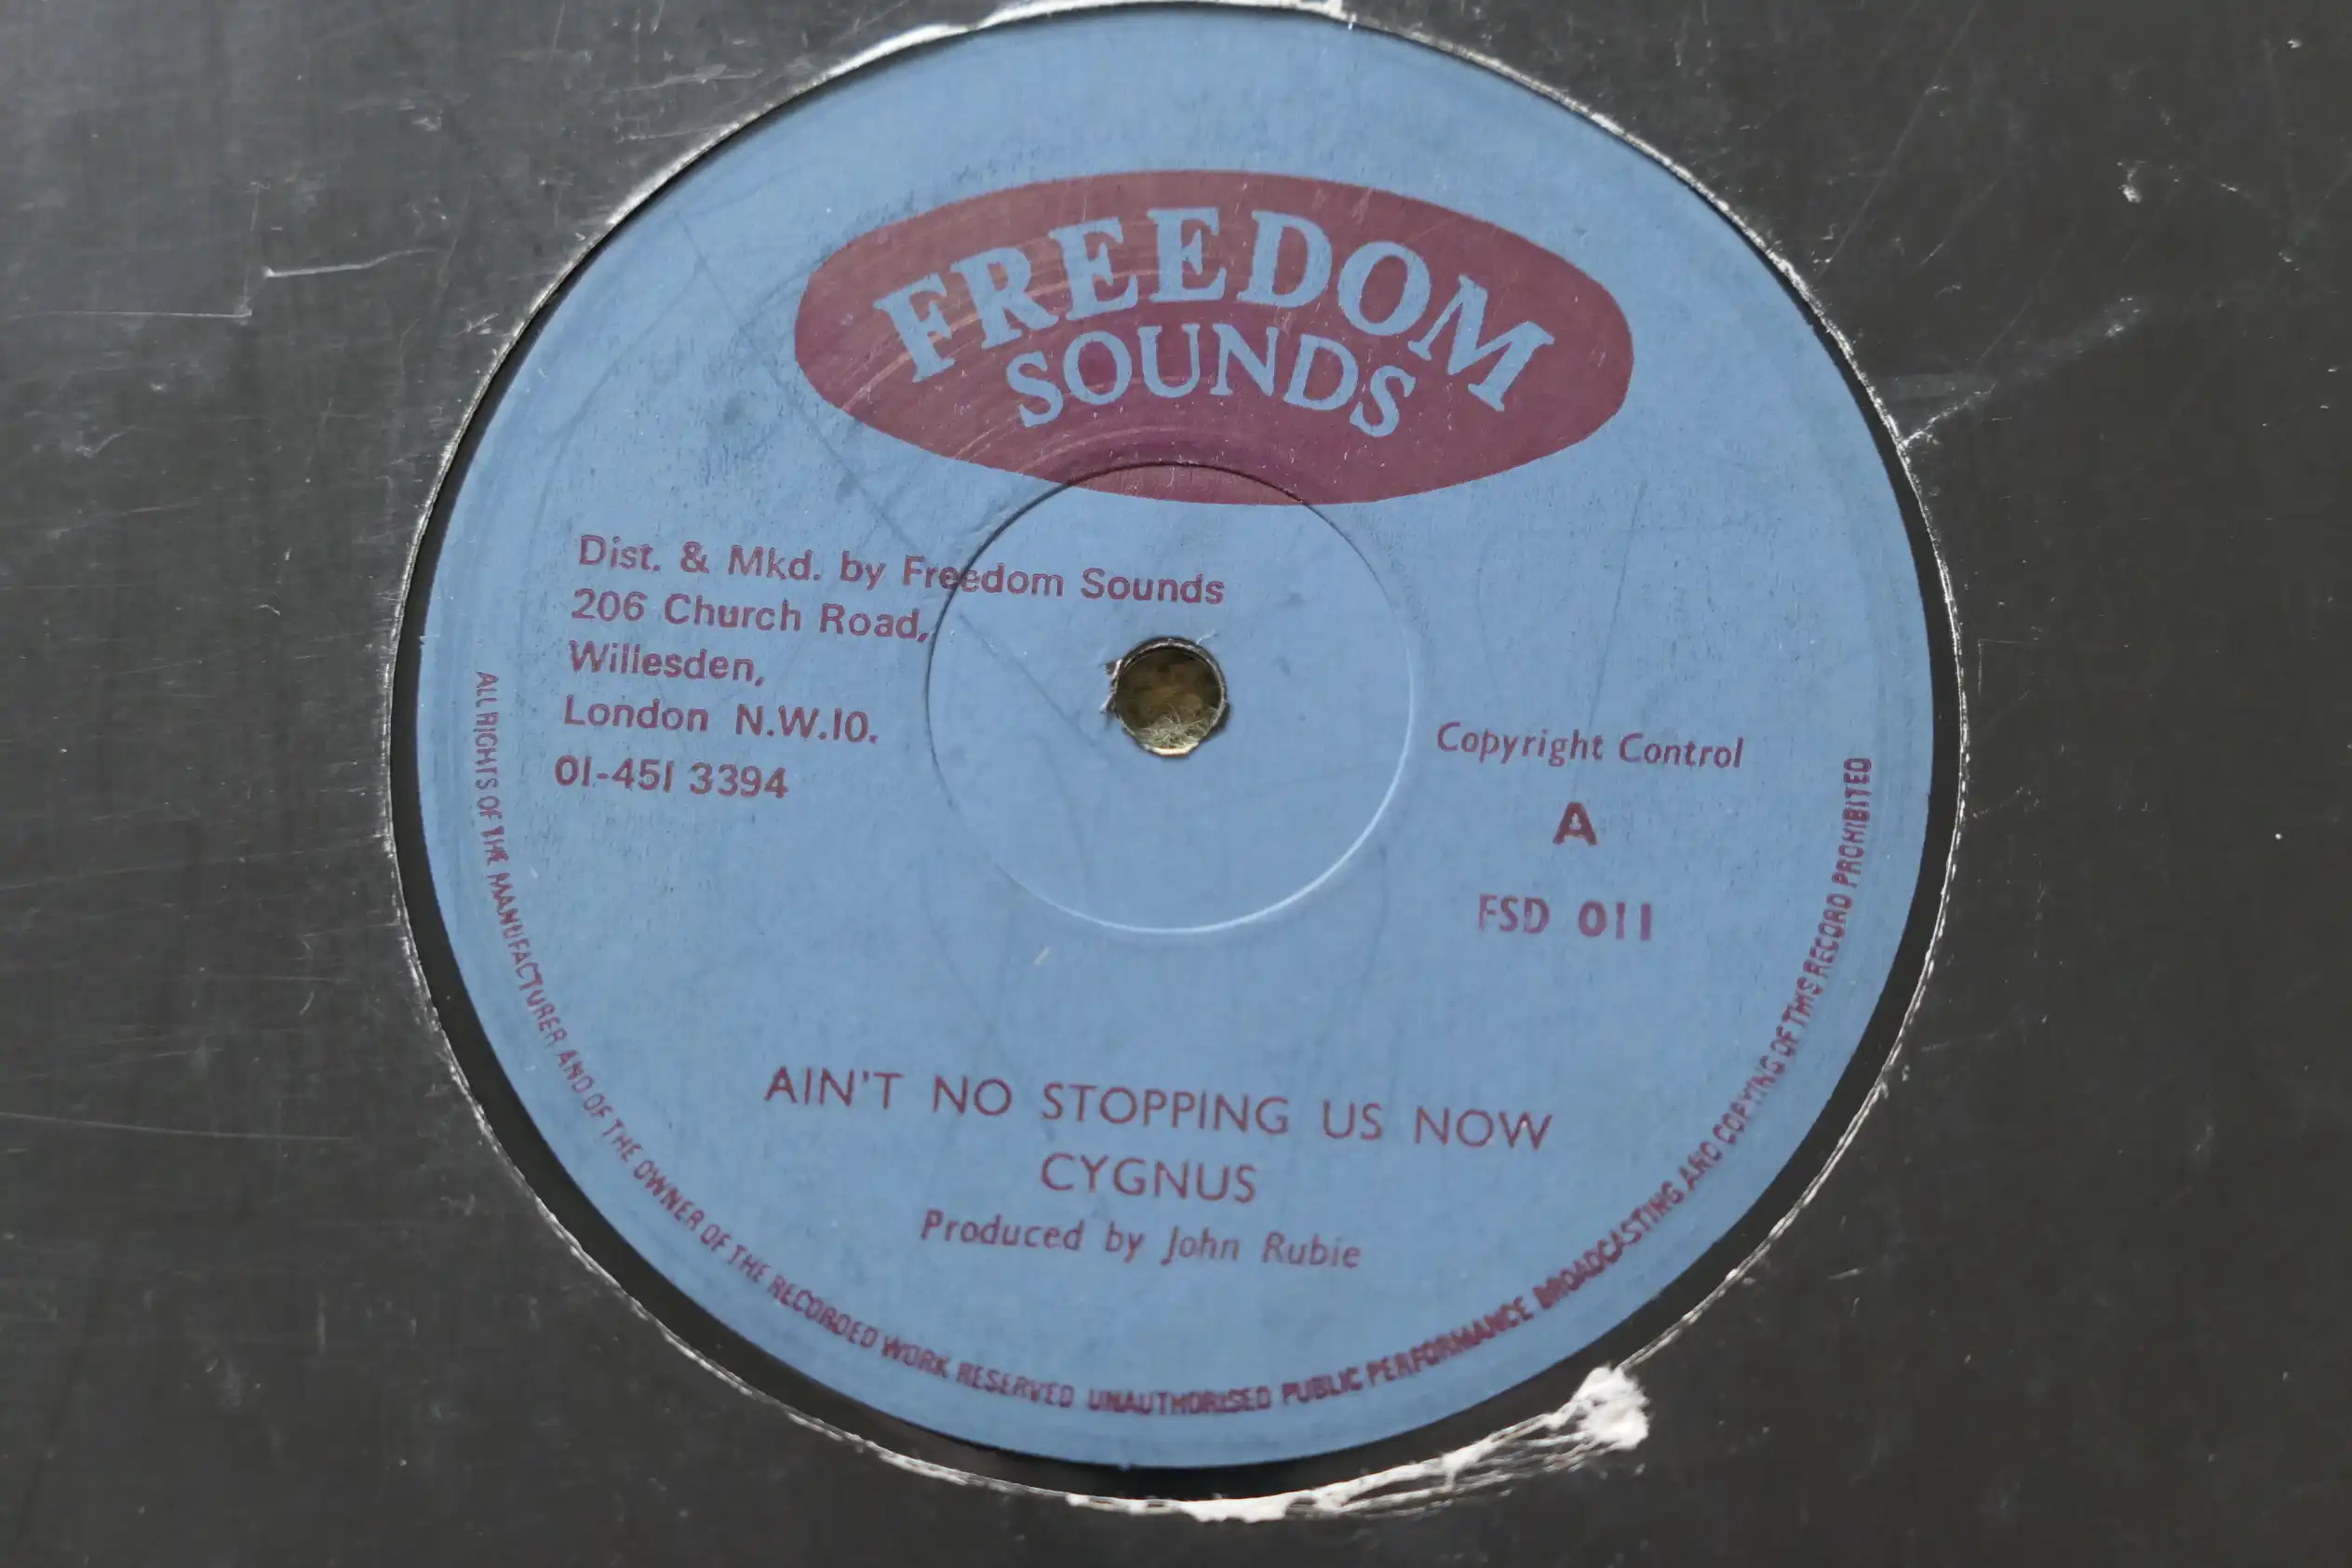 FREEDOM
SOUNDS
Dist. & Mkd. by Freedom Sounds
206 Church Road,
Willesden,
London N.W.10.
01-451 3394
Copyright Control
A
FSD 011
AIN'T NO STOPPING US NOW
CYGNUS
Produced by John Rubie
ALL RIGHTS OF THE MANUFACTURER AND OF THE OWNER OF THE RECORDED WORK RESERVED UNAUTHORISED PUBLIC PERFORMANCE BROADCASTING AND COPYING OF THIS RECORD PROHIBITED